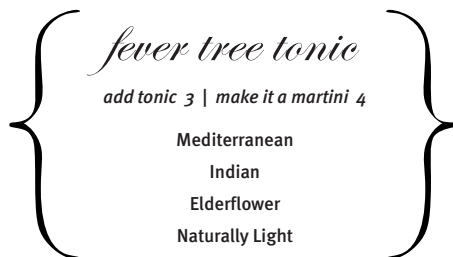 fever tree tonic
add tonic 3 | make it a martini 4
Mediterranean
Indian
Elderflower
Naturally Light